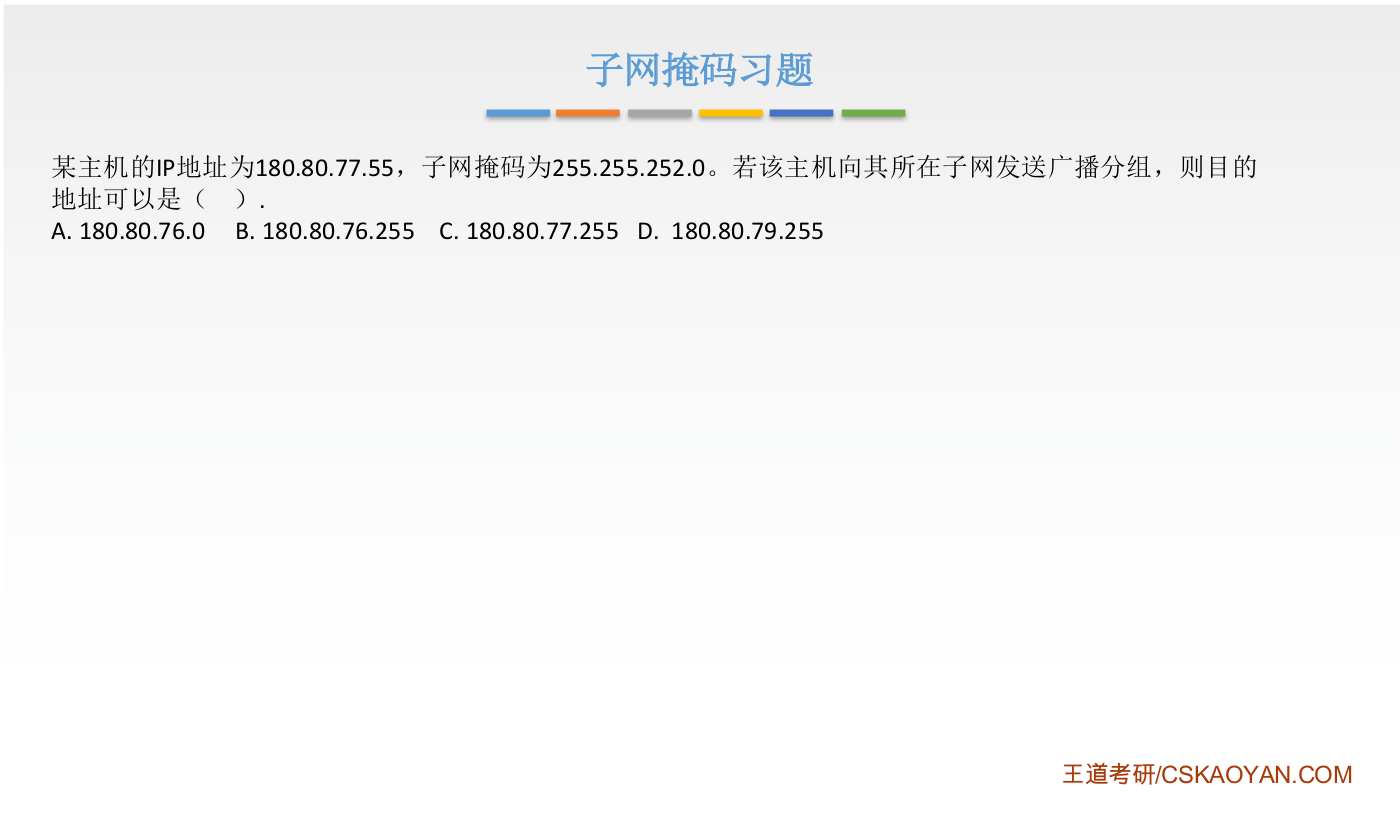 子网掩码习题
某主机的IP地址为180.80.77.55，子网掩码为255.255.252.0。若该主机向其所在子网发送广播分组，则目的
地址可以是（ ）.
A. 180.80.76.0 B. 180.80.76.255 C. 180.80.77.255 D. 180.80.79.255
王道考研/CSKAOYAN.COM